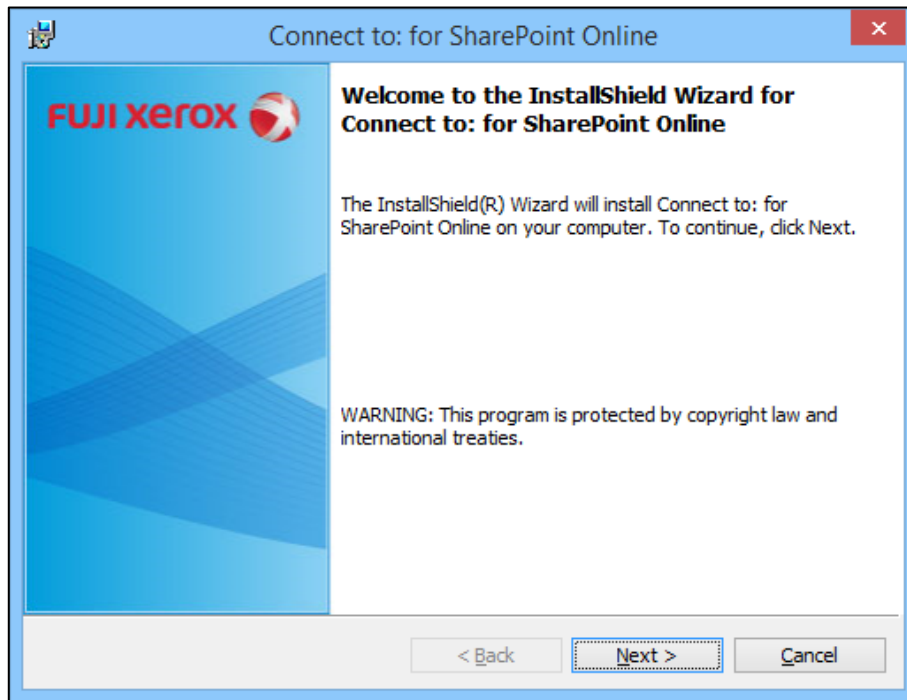 Connect to: for SharePoint Online
FUJI xerox
Welcome to the InstallShield Wizard for
Connect to: for SharePoint Online
The InstallShield(R) Wizard will install Connect to: for
SharePoint Online on your computer. To continue, click Next.
WARNING: This program is protected by copyright law and
international treaties.
< Back
Next >
Cancel